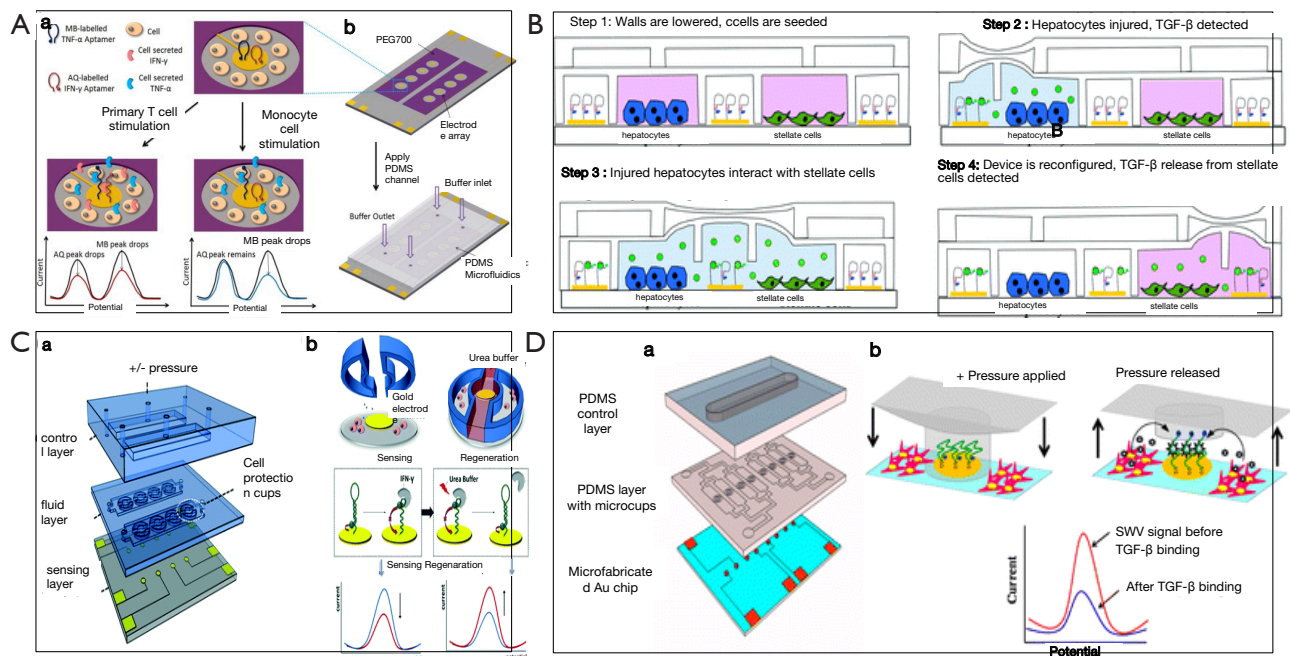 A
a
MB-labelled
TNF-α Aptamer
Cell
Cell secreted
IFN-γ
AQ-labelled
IFN-γ Aptamer
Cell secreted
TNF-α
Primary T cell
stimulation
Monocyte
cell
stimulation
MB peak drops
AQ peak drops
Current
Potential
MB peak drops
AQ peak remains
Current
Potential
b
PEG700
Electrod
e array
Apply
PDMS
channel
Buffer inlet
Buffer Outlet
PDMS
Microfluidics
B
Step 1: Walls are lowered, ccells are seeded
hepatocytes
stellate cells
Step 2 : Hepatocytes injured, TGF-β detected
hepatocytes
B
stellate cells
Step 3 : Injured hepatocytes interact with stellate cells
hepatocytes
stellate cells
Step 4: Device is reconfigured, TGF-β release from stellate
cells detected
hepatocytes
stellate cells
C
a
+/- pressure
contro
l layer
fluid
layer
Cell
protectio
n cups
sensing
layer
b
Urea buffer
Gold
electrod
e
Sensing
Regeneration
IFN-γ
Urea Buffer
Sensing Regenaration
current
current
D
a
PDMS
control
layer
PDMS layer
with microcups
Microfabricate
d Au chip
b
+ Pressure applied
Pressure released
SWV signal before
TGF-β binding
After TGF-β binding
Current
Potential